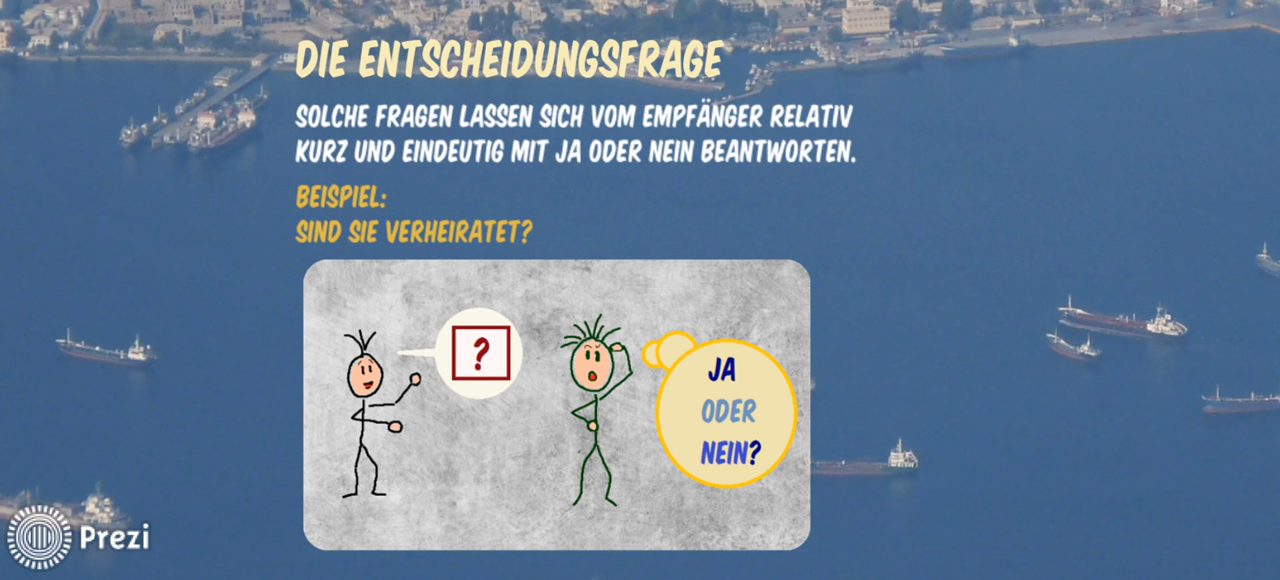 DIE ENTSCHEIDUNGSFRAGE
SOLCHE FRAGEN LASSEN SICH VOM EMPFÄNGER RELATIV
KURZ UND EINDEUTIG MIT JA ODER NEIN BEANTWORTEN.
BEISPIEL:
SIND SIE VERHEIRATET?
?
JA
ODER
NEIN?
Prezi